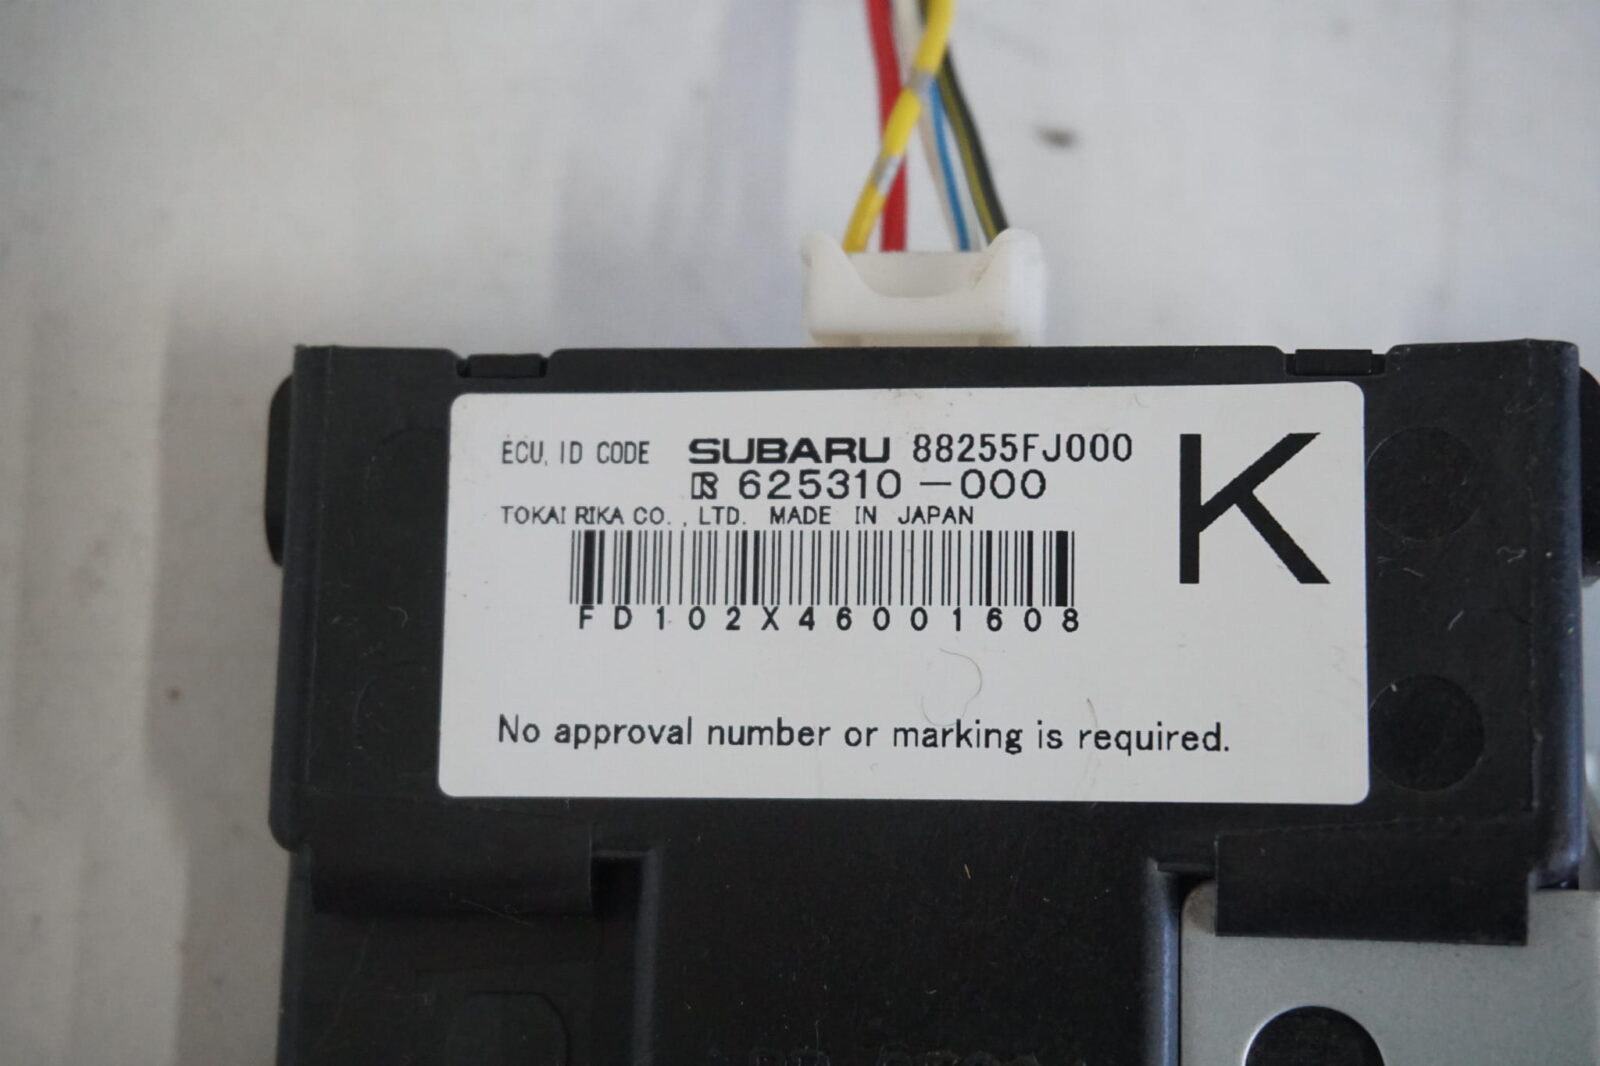 ECU, ID CODE SUBARU 88255FJ000
625310-000
TOKAI RIKA CO., LTD. MADE IN JAPAN
K
FD102X46001608
No approval number or marking is required.